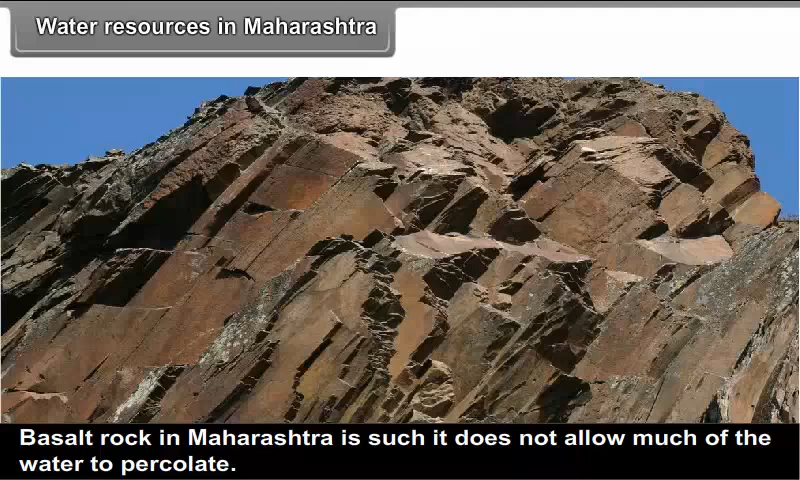 Water resources in Maharashtra
Basalt rock in Maharashtra is such it does not allow much of the
water to percolate.